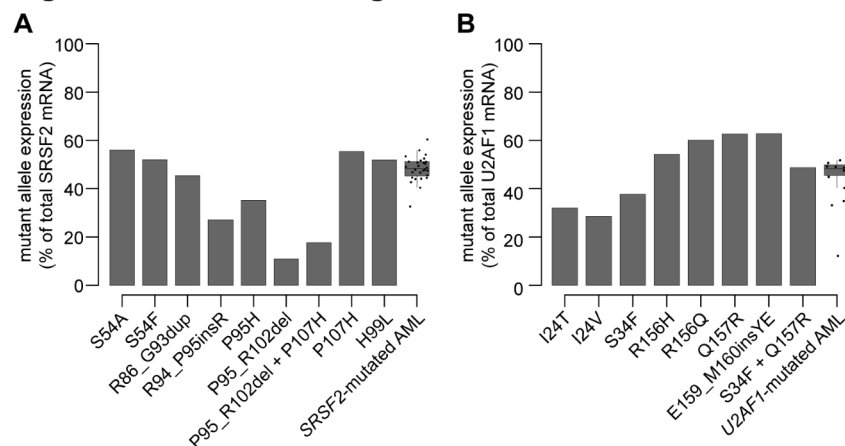 A
mutant allele expression
(% of total SRSF2 mRNA)
100
80
60
40
20
0
S54A
S54F
R86_G93dup
R94_P95insR
P95H
P95_R102del
P95_R102del + P107H
P107H
H99L
SRSF2-mutated AML
B
mutant allele expression
(% of total U2AF1 mRNA)
100
80
60
40
20
0
I24T
I24V
S34F
R156H
R156Q
Q157R
E159_M160insYE
S34F + Q157R
U2AF1-mutated AML